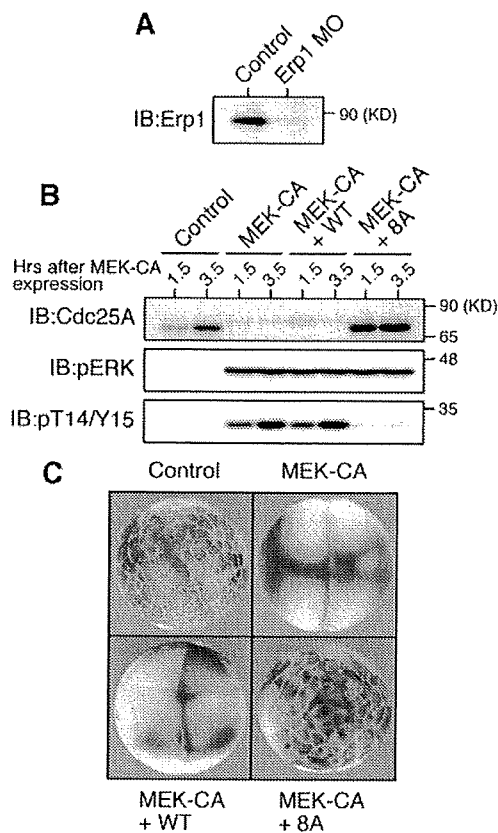 A
Control
Erp1 MO
IB:Erp1
90 (KD)
B
Control
MEK-CA
MEK-CA + WT
MEK-CA + 8A
Hrs after MEK-CA expression
1.5 3.5 1.5 3.5 1.5 3.5 1.5 3.5
IB:Cdc25A
90 (KD)
65
IB:pERK
48
IB:pT14/Y15
35
C
Control MEK-CA
MEK-CA + WT
MEK-CA + 8A